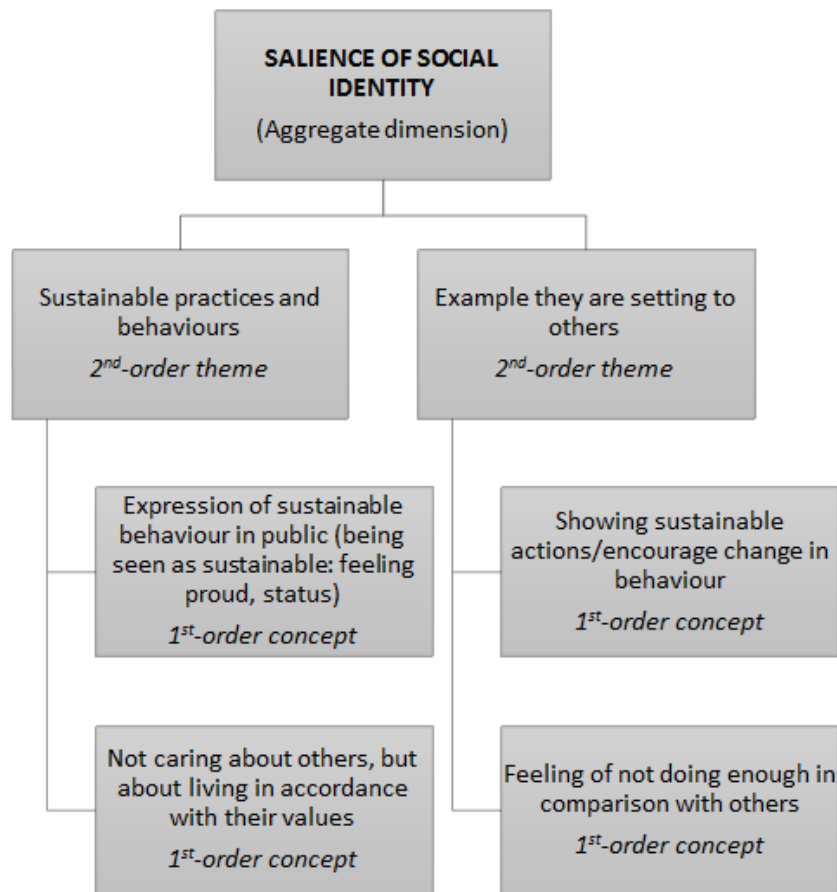 SALIENCE OF SOCIAL
IDENTITY
(Aggregate dimension)
Sustainable practices and
behaviours
2nd-order theme
Example they are setting to
others
2nd-order theme
Expression of sustainable
behaviour in public (being
seen as sustainable: feeling
proud, status)
1st-order concept
Showing sustainable
actions/encourage change in
behaviour
1st-order concept
Not caring about others, but
about living in accordance
with their values
1st-order concept
Feeling of not doing enough in
comparison with others
1st-order concept